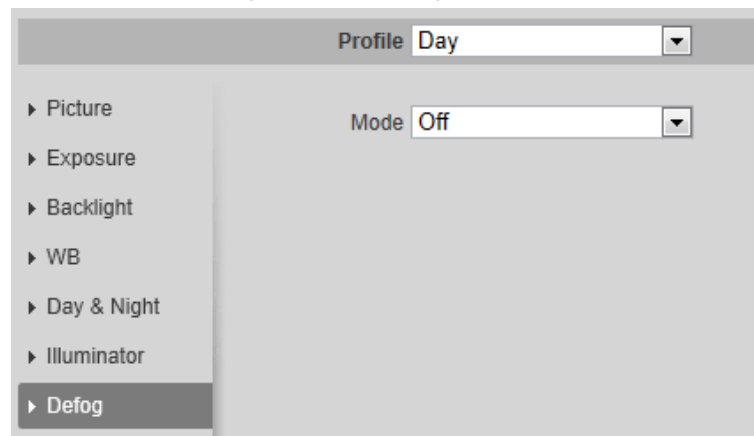 Profile Day
Picture
Mode Off
Exposure
Backlight
WB
Day & Night
Illuminator
Defog